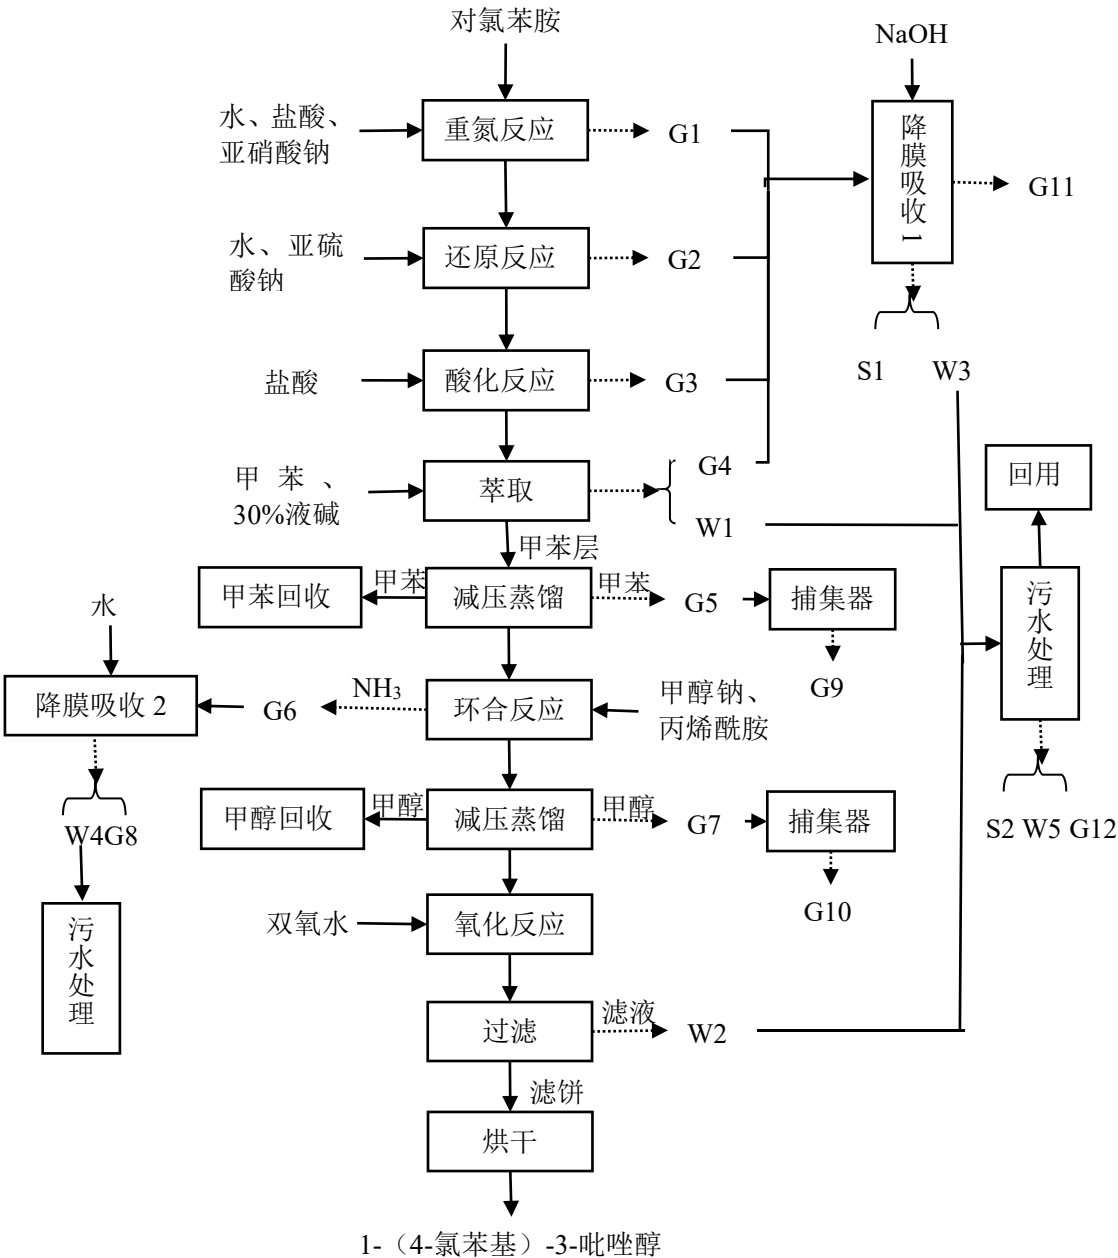 对氯苯胺
NaOH
水、盐酸、
亚硝酸钠
重氮反应
G1
降膜吸收1
G11
水、亚硫
酸钠
还原反应
G2
盐酸
酸化反应
G3
S1
W3
甲苯、
30%液碱
萃取
G4
W1
回用
甲苯层
甲苯回收
甲苯
减压蒸馏
甲苯
G5
捕集器
污水处理
水
G9
降膜吸收2
G6
NH₃
环合反应
甲醇钠、
丙烯酰胺
甲醇回收
甲醇
减压蒸馏
甲醇
G7
捕集器
W4G8
S2 W5 G12
G10
污水处理
双氧水
氧化反应
过滤
滤液
W2
滤饼
烘干
1-（4-氯苯基）-3-吡唑醇